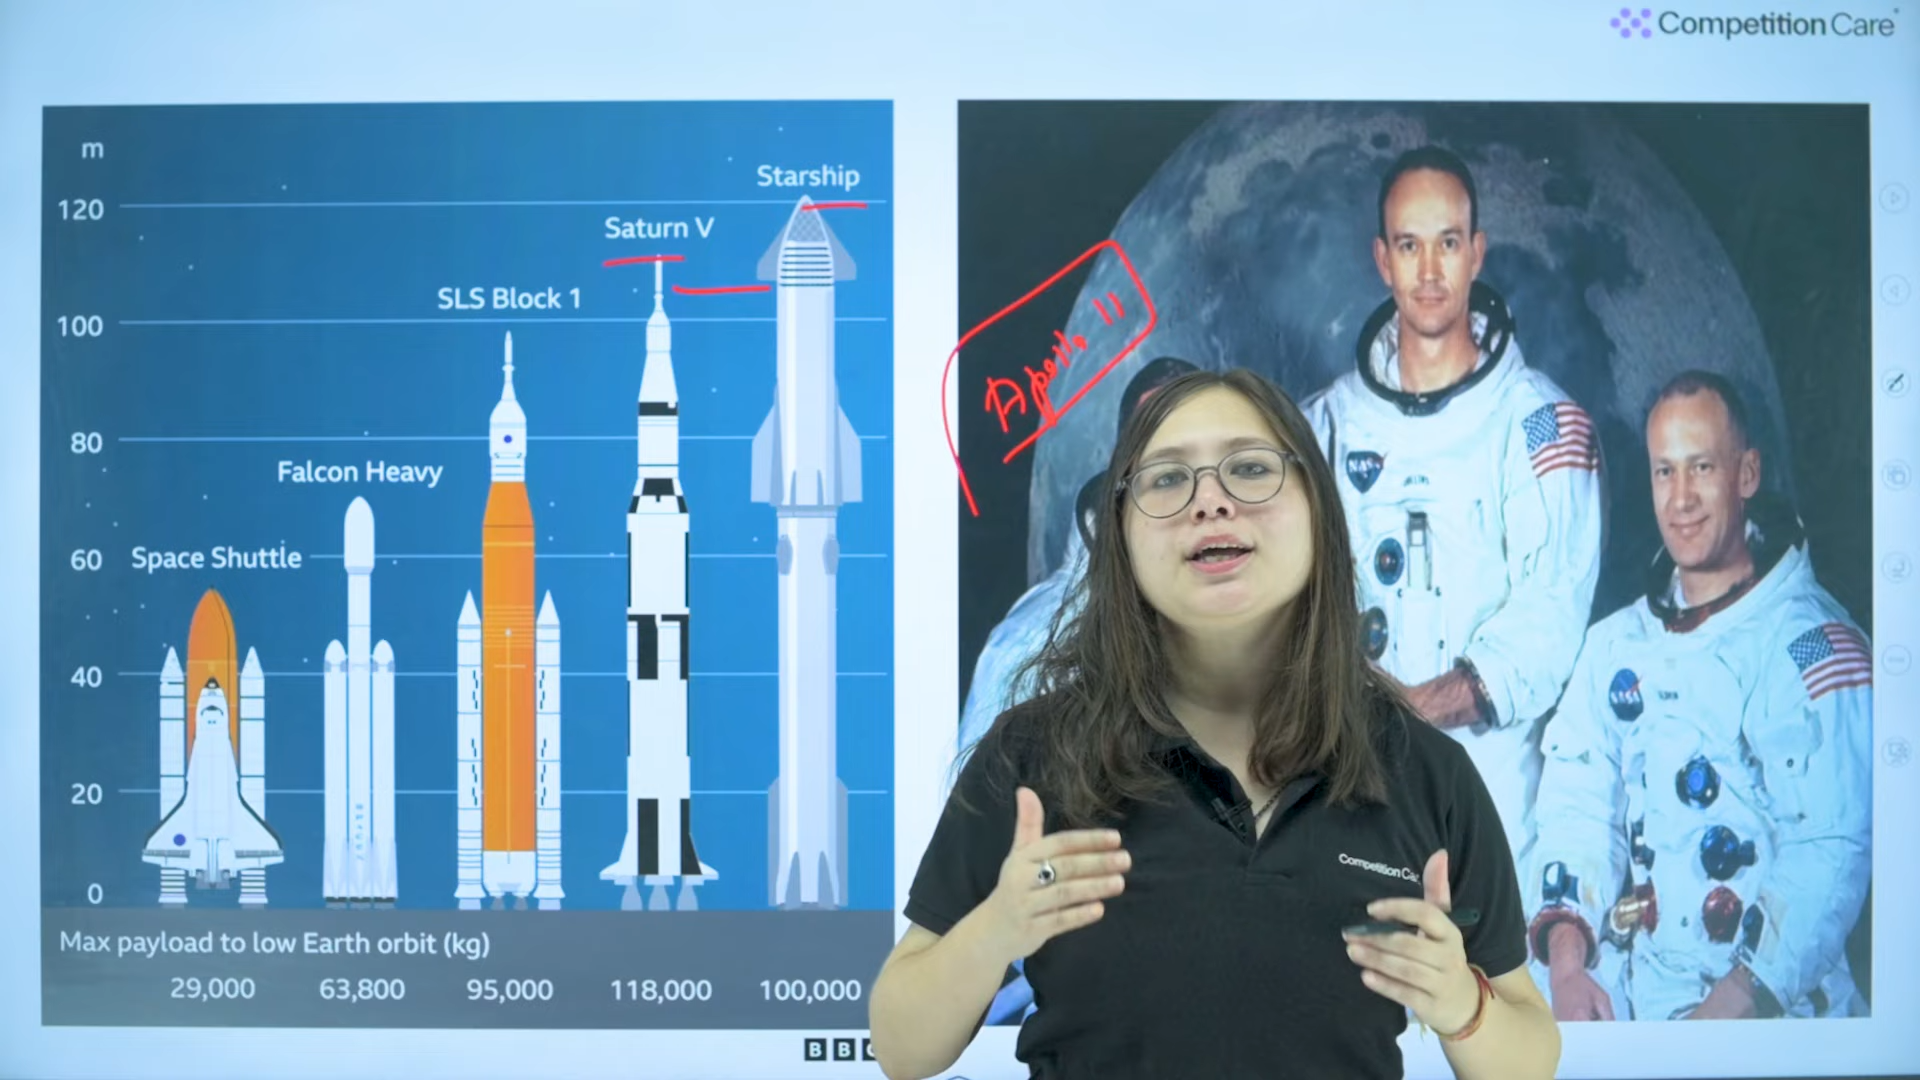 Competition Care
m
120
100
80
60
40
20
0
Starship
Saturn V
SLS Block 1
Falcon Heavy
Space Shuttle
Max payload to low Earth orbit (kg)
29,000 63,800 95,000 118,000 100,000
BBC
Apollo 11
NASA
NASA
Competition Ca